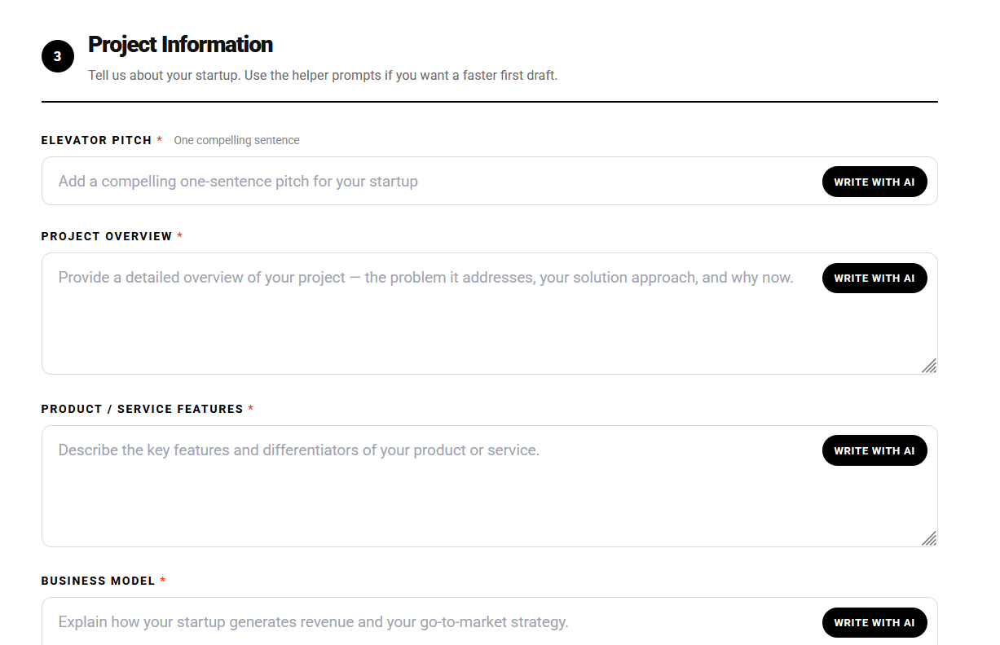 3
Project Information
Tell us about your startup. Use the helper prompts if you want a faster first draft.
ELEVATOR PITCH * One compelling sentence
Add a compelling one-sentence pitch for your startup WRITE WITH AI
PROJECT OVERVIEW *
Provide a detailed overview of your project — the problem it addresses, your solution approach, and why now. WRITE WITH AI
PRODUCT / SERVICE FEATURES *
Describe the key features and differentiators of your product or service. WRITE WITH AI
BUSINESS MODEL *
Explain how your startup generates revenue and your go-to-market strategy. WRITE WITH AI